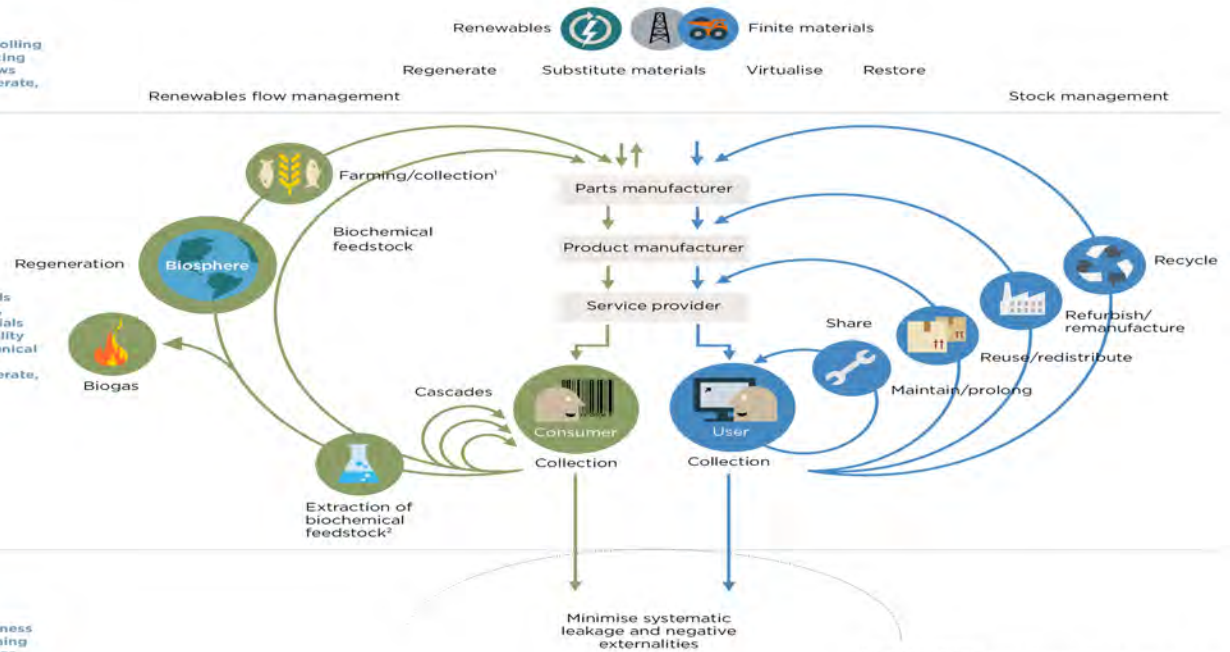 Renewables
Finite materials
Regenerate
Substitute materials
Virtualise
Restore
Renewables flow management
Stock management
Farming/collection¹
Parts manufacturer
Biochemical
feedstock
Product manufacturer
Regeneration
Biosphere
Recycle
Service provider
Share
Refurbish/
remanufacture
Reuse/redistribute
Biogas
Cascades
Maintain/prolong
Consumer
User
Collection
Collection
Extraction of
biochemical
feedstock²
Minimise systematic
leakage and negative
externalities